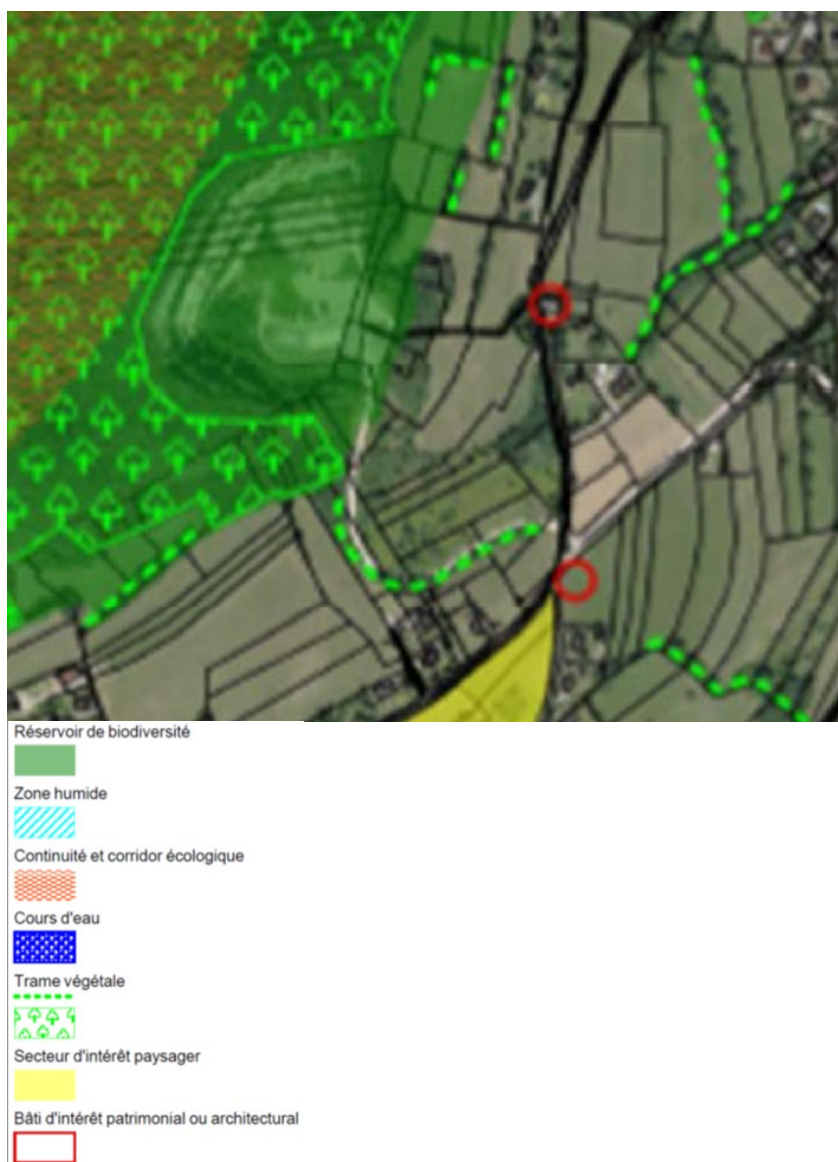 Réservoir de biodiversité
Zone humide
Continuité et corridor écologique
Cours d'eau
Trame végétale
Secteur d'intérêt paysager
Bâti d'intérêt patrimonial ou architectural